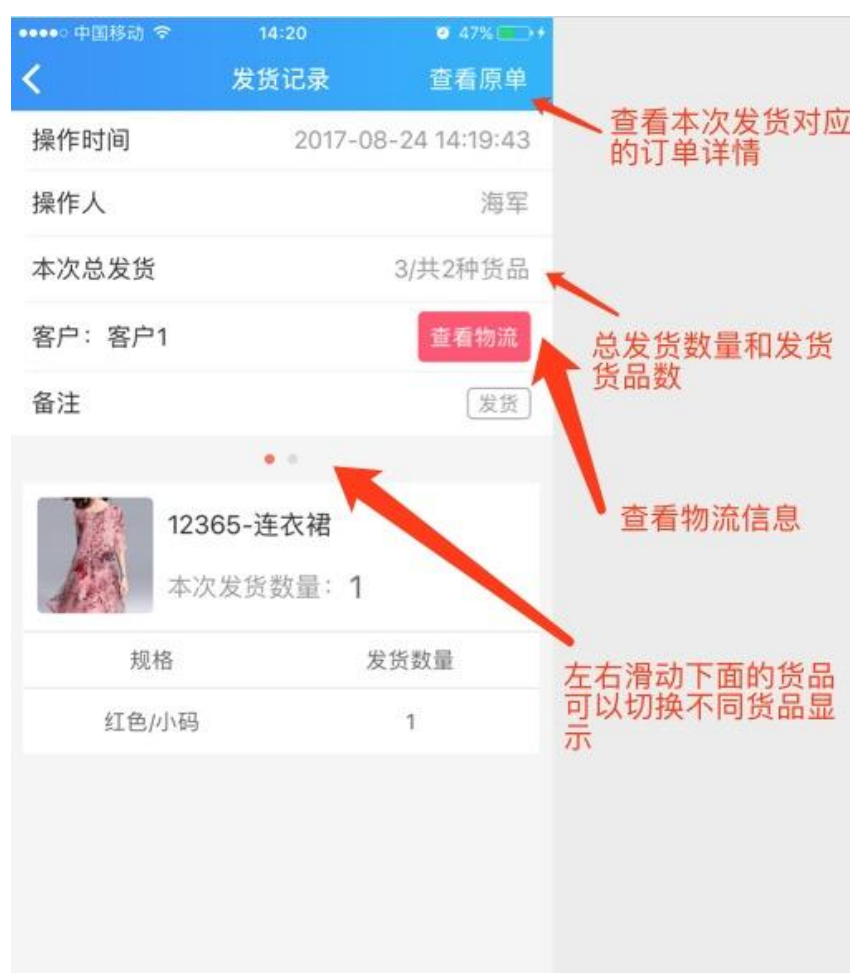 中国移动 14:20 47%
发货记录 查看原单
查看本次发货对应
的订单详情
操作时间 2017-08-24 14:19:43
操作人 海军
本次总发货 3/共2种货品
总发货数量和发货
货品数
客户：客户1 查看物流
备注 发货
查看物流信息
12365-连衣裙
本次发货数量：1
左右滑动下面的货品
可以切换不同货品显
示
规格 发货数量
红色/小码 1